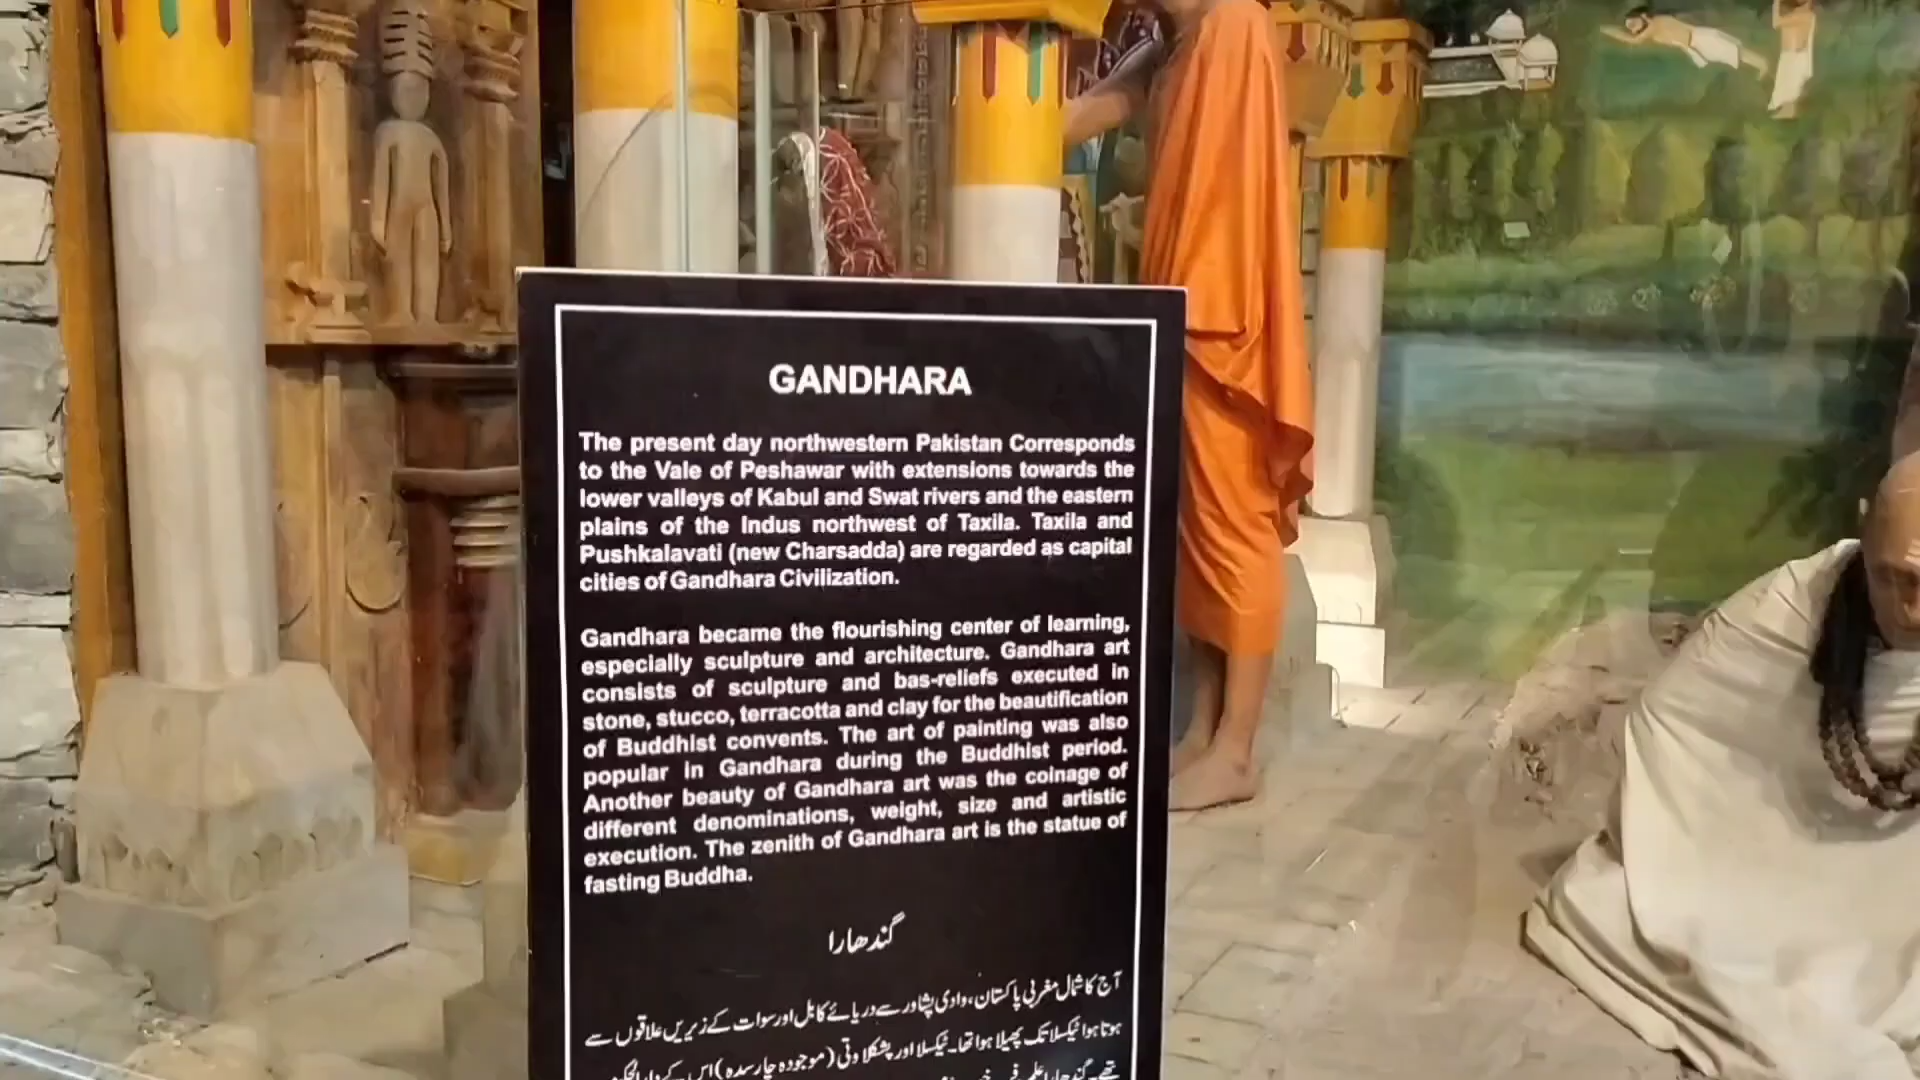 GANDHARA
The present day northwestern Pakistan Corresponds
to the Vale of Peshawar with extensions towards the
lower valleys of Kabul and Swat rivers and the eastern
plains of the Indus northwest of Taxila. Taxila and
Pushkalavati (new Charsadda) are regarded as capital
cities of Gandhara Civilization.
Gandhara became the flourishing center of learning,
especially sculpture and architecture. Gandhara art
consists of sculpture and bas-reliefs executed in
stone, stucco, terracotta and clay for the beautification
of Buddhist convents. The art of painting was also
popular in Gandhara during the Buddhist period.
Another beauty of Gandhara art was the coinage of
different denominations, weight, size and artistic
execution. The zenith of Gandhara art is the statue of
fasting Buddha.
گندھارا
آج کا شمال مغربی پاکستان، وادی پشاور سے دریائے کابل اور سوات کے زیریں علاقوں سے
ہوتا ہوا ٹیکسلا تک پھیلا ہوا تھا۔ ٹیکسلا اور پشکلاوتی (موجودہ چارسدہ) اس کے
تھے۔ گندھارا علم